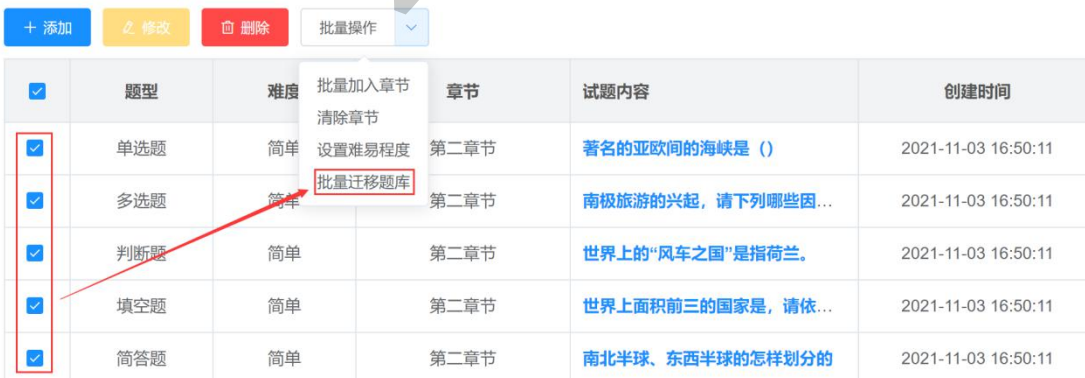 + 添加 修改 删除 批量操作
题型 难度 章节 试题内容 创建时间
批量加入章节
清除章节
设置难易程度
批量迁移题库
单选题 简单 第二章节 著名的亚欧间的海峡是（） 2021-11-03 16:50:11
多选题 简单 第二章节 南极旅游的兴起，请下列哪些因... 2021-11-03 16:50:11
判断题 简单 第二章节 世界上的“风车之国”是指荷兰。 2021-11-03 16:50:11
填空题 简单 第二章节 世界上面积前三的国家是，请依... 2021-11-03 16:50:11
简答题 简单 第二章节 南北半球、东西半球的怎样划分的 2021-11-03 16:50:11